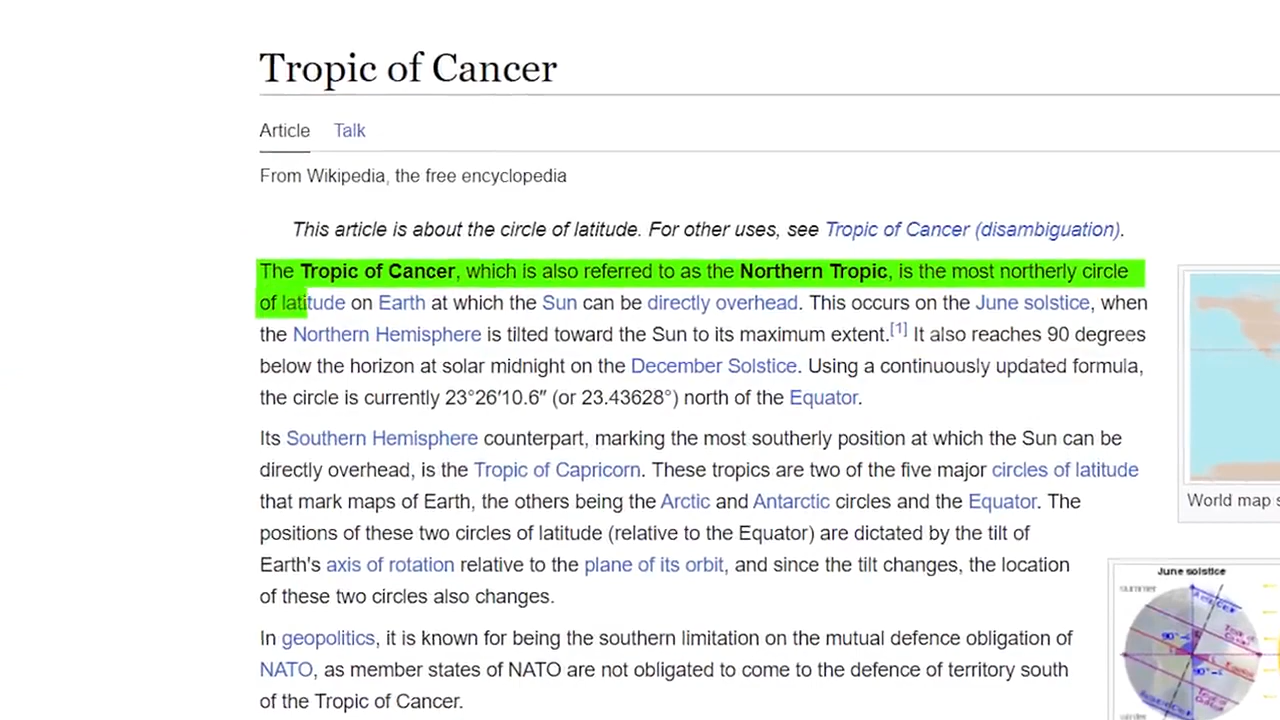 Tropic of Cancer
Article Talk
From Wikipedia, the free encyclopedia
This article is about the circle of latitude. For other uses, see Tropic of Cancer (disambiguation).
The Tropic of Cancer, which is also referred to as the Northern Tropic, is the most northerly circle
of latitude on Earth at which the Sun can be directly overhead. This occurs on the June solstice, when
the Northern Hemisphere is tilted toward the Sun to its maximum extent.[1] It also reaches 90 degrees
below the horizon at solar midnight on the December Solstice. Using a continuously updated formula,
the circle is currently 23°26′10.6″ (or 23.43628°) north of the Equator.
Its Southern Hemisphere counterpart, marking the most southerly position at which the Sun can be
directly overhead, is the Tropic of Capricorn. These tropics are two of the five major circles of latitude
that mark maps of Earth, the others being the Arctic and Antarctic circles and the Equator. The
positions of these two circles of latitude (relative to the Equator) are dictated by the tilt of
Earth's axis of rotation relative to the plane of its orbit, and since the tilt changes, the location
of these two circles also changes.
In geopolitics, it is known for being the southern limitation on the mutual defence obligation of
NATO, as member states of NATO are not obligated to come to the defence of territory south
of the Tropic of Cancer.
World map s
June solstice
summer
winter